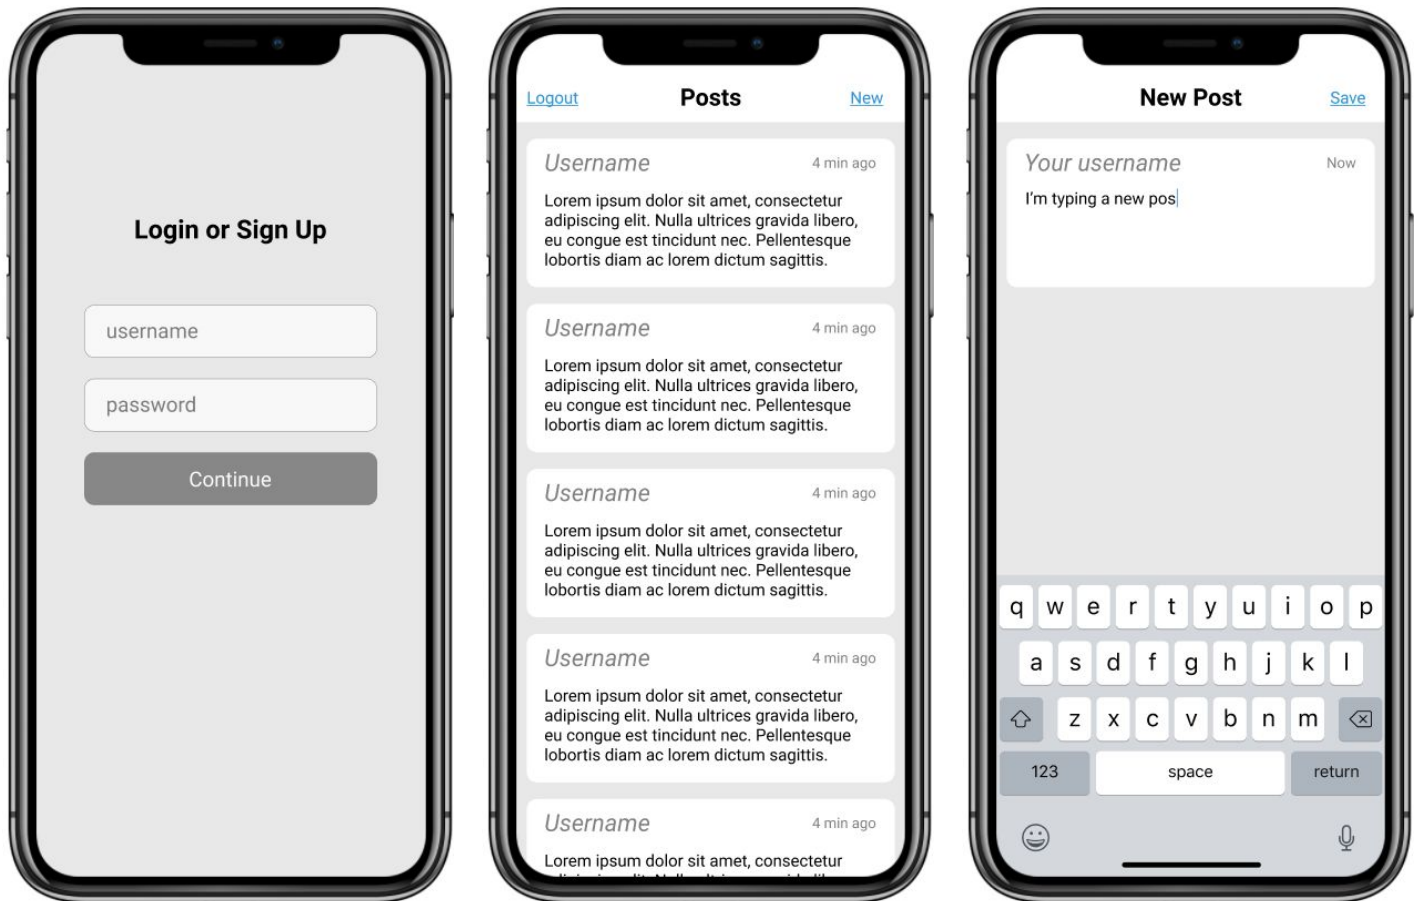 Login or Sign Up
username
password
Continue
Logout
Posts
New
Username
4 min ago
Lorem ipsum dolor sit amet, consectetur
adipiscing elit. Nulla ultrices gravida libero,
eu congue est tincidunt nec. Pellentesque
lobortis diam ac lorem dictum sagittis.
Username
4 min ago
Lorem ipsum dolor sit amet, consectetur
adipiscing elit. Nulla ultrices gravida libero,
eu congue est tincidunt nec. Pellentesque
lobortis diam ac lorem dictum sagittis.
Username
4 min ago
Lorem ipsum dolor sit amet, consectetur
adipiscing elit. Nulla ultrices gravida libero,
eu congue est tincidunt nec. Pellentesque
lobortis diam ac lorem dictum sagittis.
Username
4 min ago
Lorem ipsum dolor sit amet, consectetur
adipiscing elit. Nulla ultrices gravida libero,
eu congue est tincidunt nec. Pellentesque
lobortis diam ac lorem dictum sagittis.
Username
4 min ago
Lorem ipsum dolor sit amet, consectetur
New Post
Save
Your username
Now
I'm typing a new pos
q w e r t y u i o p
a s d f g h j k l
z x c v b n m
123 space return